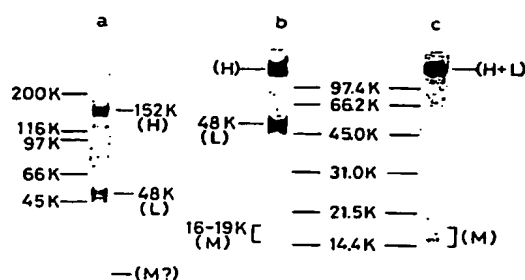 a b c
(H) (H+L)
200K
152K
(H)
97.4K
66.2K
116K
97K
48K
(L)
45.0K
66K
31.0K
48K
(L)
45K
21.5K
16-19K
(M)
(M)
14.4K
(M?)